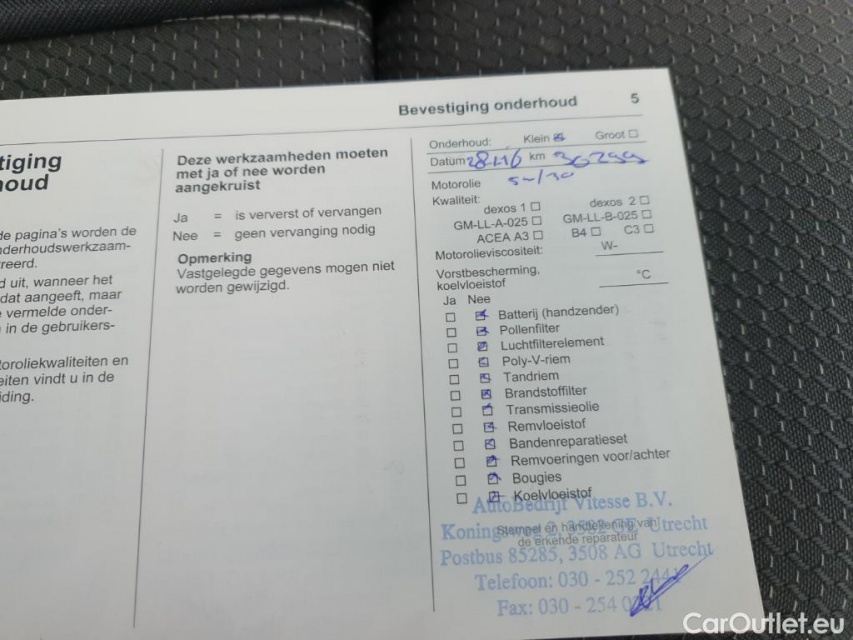 Bevestiging onderhoud 5
tiging
houd
de pagina's worden de
nderhoudswerkzaam-
reerd.
d uit, wanneer het
dat aangeeft, maar
vermelde onder-
in de gebruikers-
toroliekwaliteiten en
eiten vindt u in de
iding.
Deze werkzaamheden moeten
met ja of nee worden
aangekruist
Ja = is ververst of vervangen
Nee = geen vervanging nodig
Opmerking
Vastgelegde gegevens mogen niet
worden gewijzigd.
Onderhoud: Klein Groot
Datum km
Motorolie
Kwaliteit:
dexos 1 dexos 2
GM-LL-A-025 GM-LL-B-025
ACEA A3 B4 C3
Motorolieviscositeit: W-
Vorstbescherming,
koelvloeistof °C
Ja Nee
Batterij (handzender)
Pollenfilter
Luchtfilterelement
Poly-V-riem
Tandriem
Brandstoffilter
Transmissieolie
Remvloeistof
Bandenreparatieset
Remvoeringen voor/achter
Bougies
Koelvloeistof
AutoBedrijf Vitesse B.V.
Utrecht
Stempel en handtekening van
de erkende reparateur
Postbus 85285, 3508 AG Utrecht
Telefoon: 030 - 252
Fax: 030 - 254
CarOutlet.eu